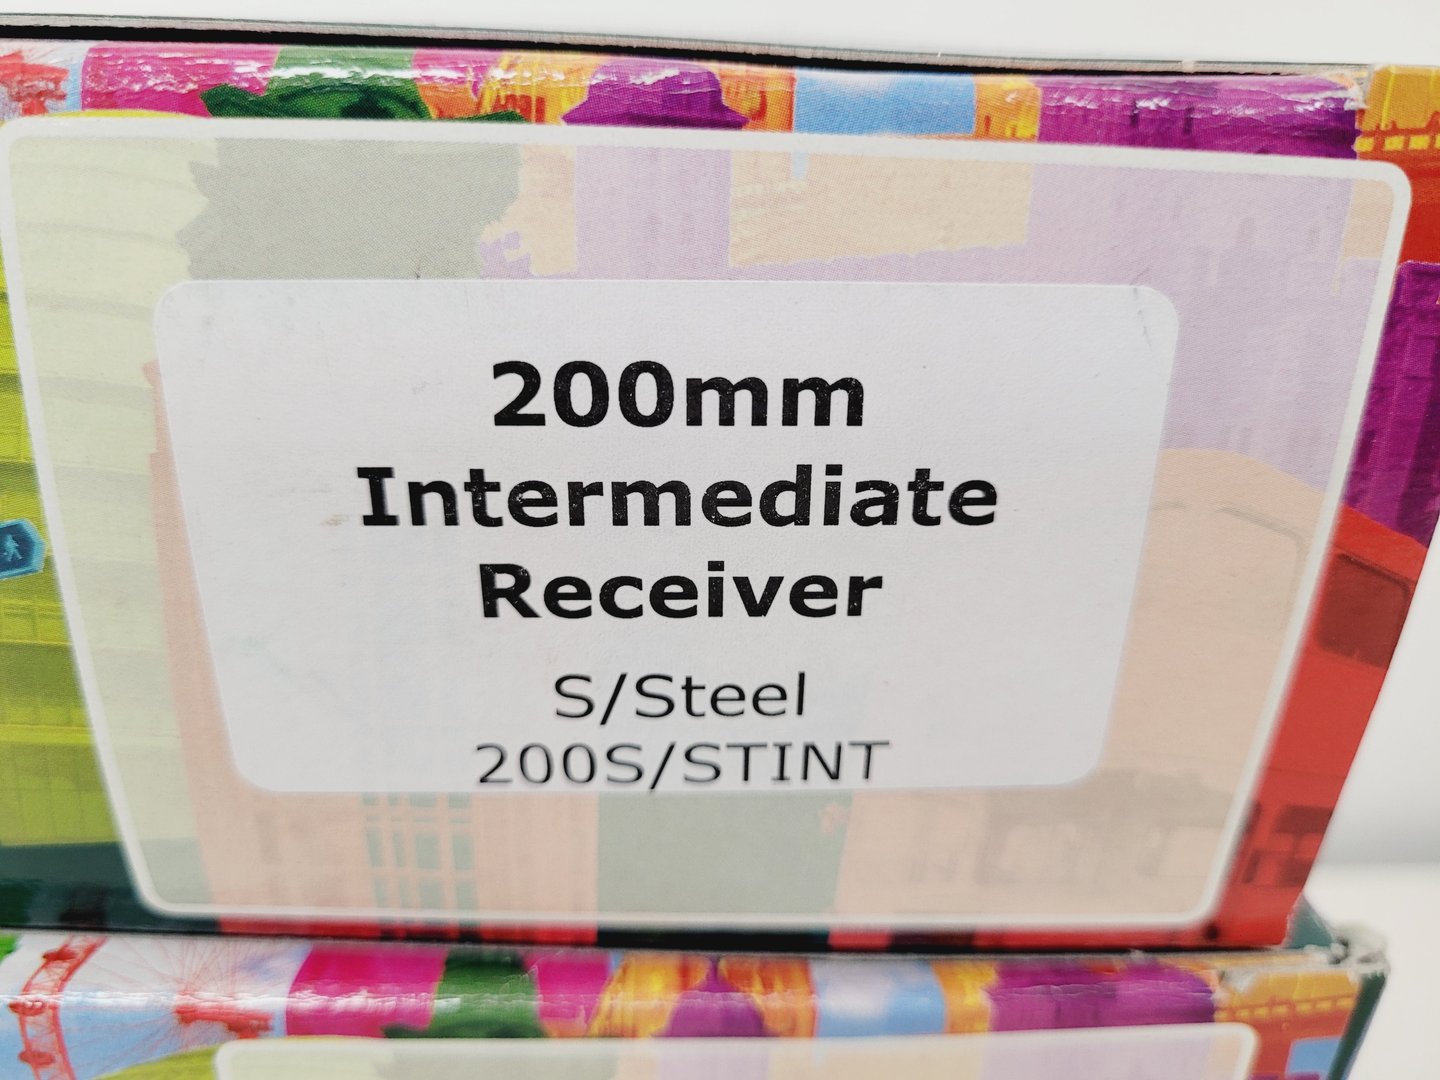 200mm
Intermediate
Receiver
S/Steel
200S/STINT